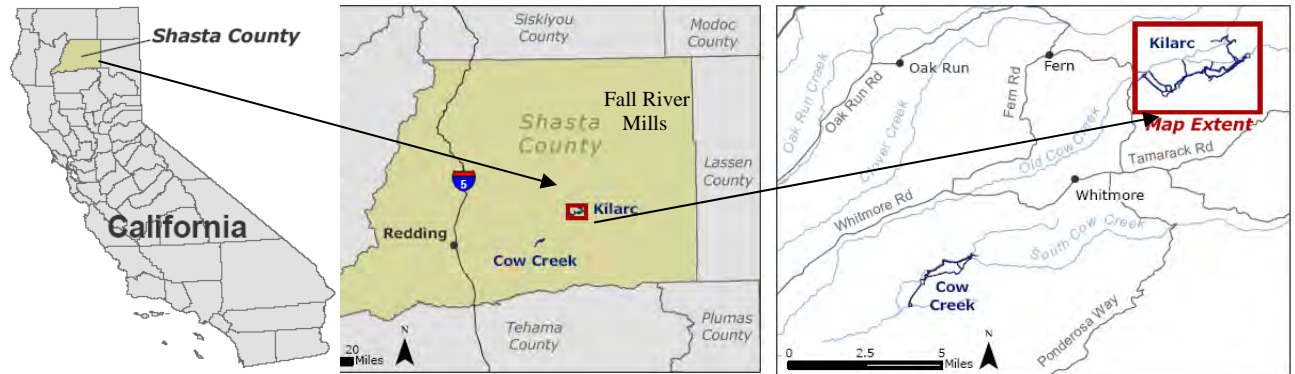 Shasta County
California
Siskiyou
County
Modoc
County
Fall River
Mills
Shasta
County
Lassen
County
5
Kilarc
Redding
Cow Creek
Tehama
County
Plumas
County
N
20
Miles
Kilarc
Map Extent
Oak Run
Fern
Oak Run Creek
Oak Run Rd
Clover Creek
Fern Rd
Old Cow Creek
Tamarack Rd
Whitmore
Whitmore Rd
South Cow Creek
Cow
Creek
Ponderosa Way
N
0 2.5 5
Miles